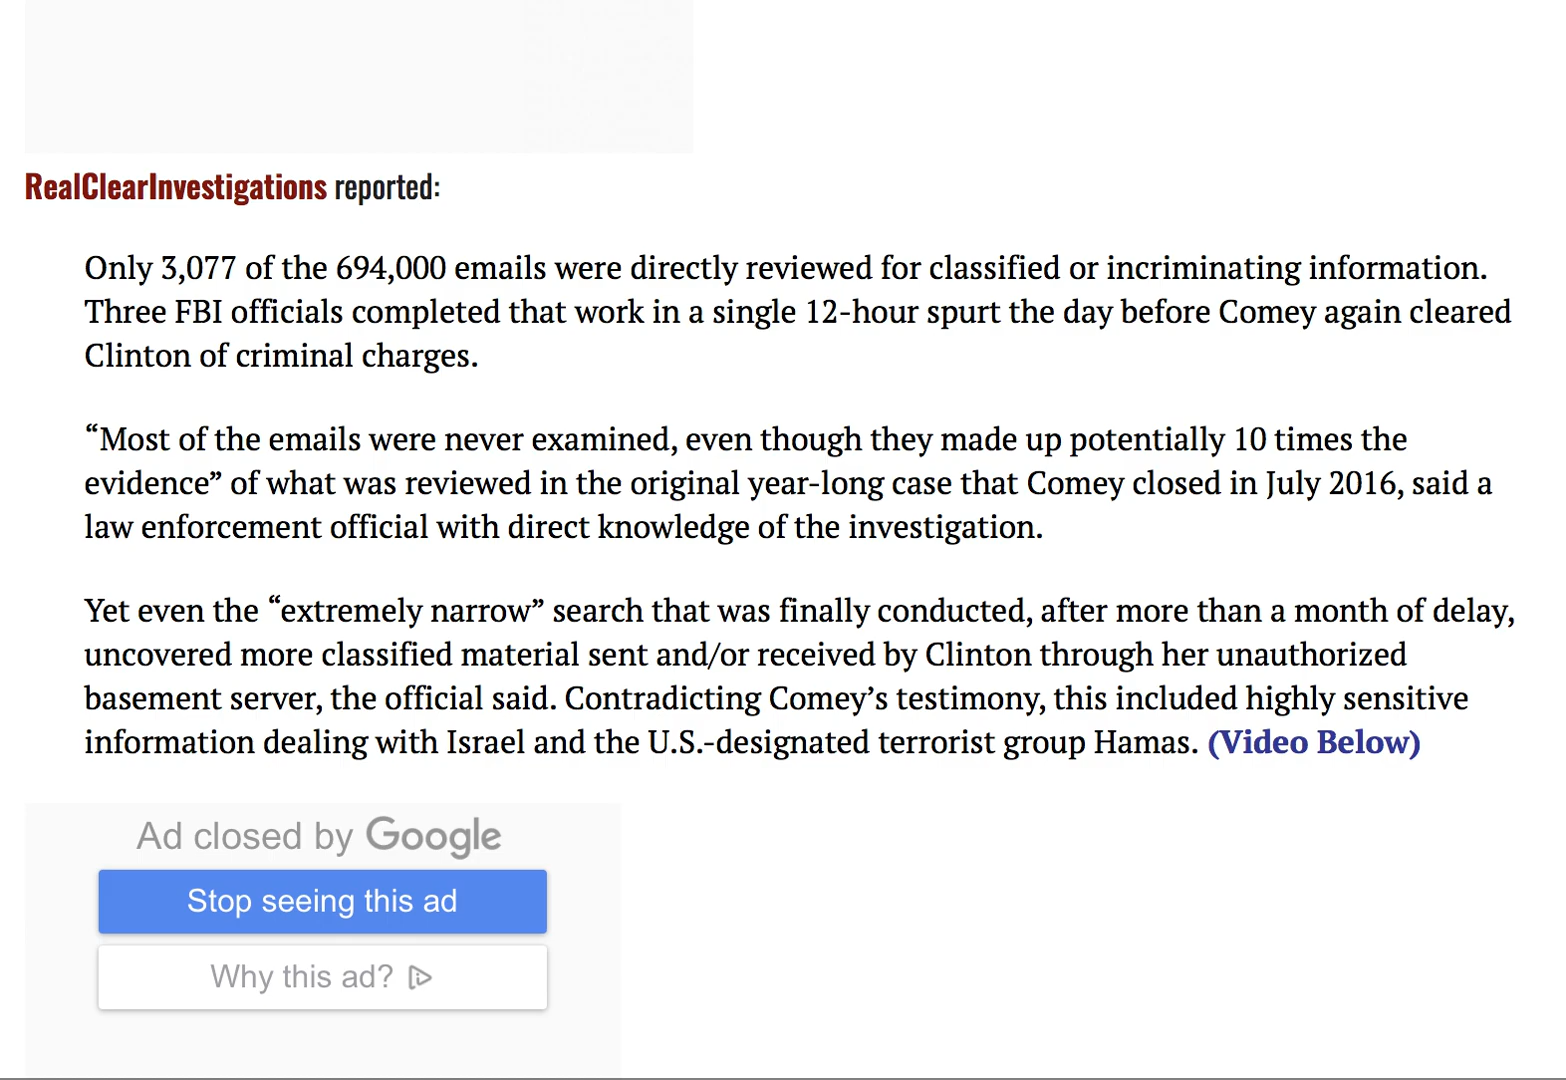 RealClearInvestigations reported:
Only 3,077 of the 694,000 emails were directly reviewed for classified or incriminating information.
Three FBI officials completed that work in a single 12-hour spurt the day before Comey again cleared
Clinton of criminal charges.
“Most of the emails were never examined, even though they made up potentially 10 times the
evidence” of what was reviewed in the original year-long case that Comey closed in July 2016, said a
law enforcement official with direct knowledge of the investigation.
Yet even the “extremely narrow” search that was finally conducted, after more than a month of delay,
uncovered more classified material sent and/or received by Clinton through her unauthorized
basement server, the official said. Contradicting Comey’s testimony, this included highly sensitive
information dealing with Israel and the U.S.-designated terrorist group Hamas. (Video Below)
Ad closed by Google
Stop seeing this ad
Why this ad?